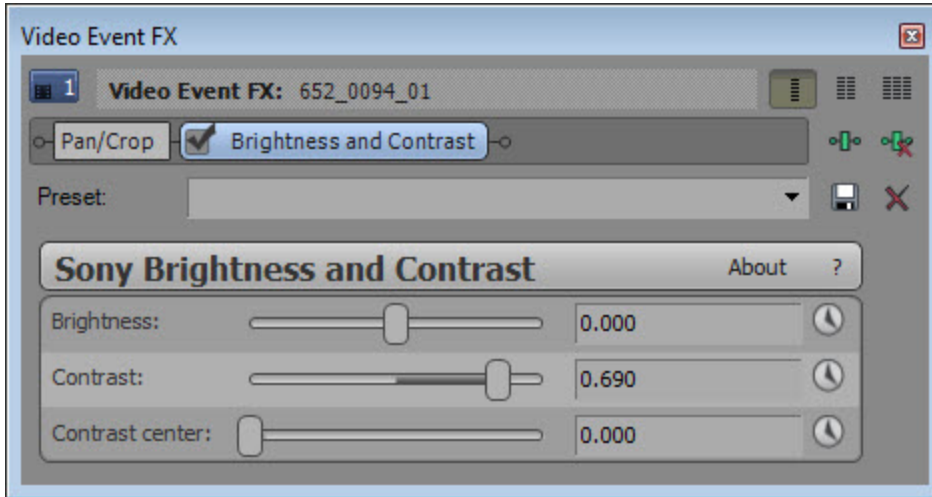 Video Event FX
1 Video Event FX: 652_0094_01
Pan/Crop Brightness and Contrast
Preset:
Sony Brightness and Contrast About ?
Brightness: 0.000
Contrast: 0.690
Contrast center: 0.000